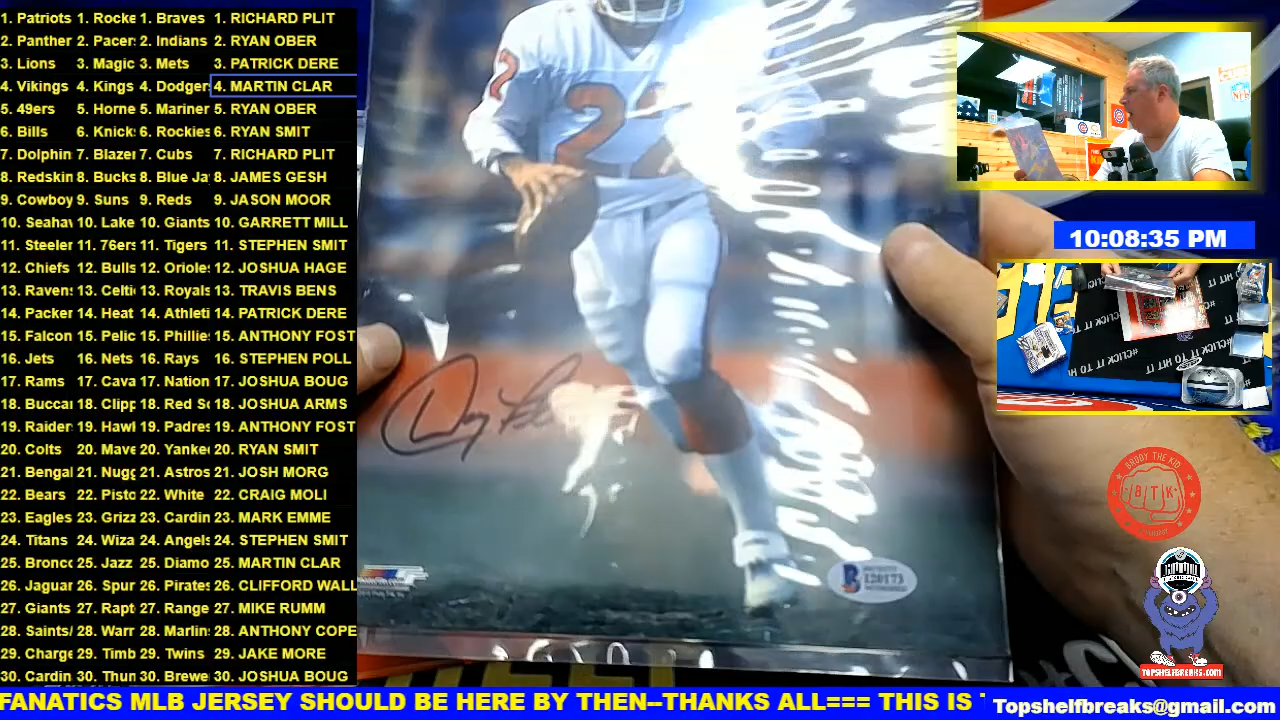 1. Patriots 1. Rocke 1. Braves 1. RICHARD PLIT
2. Panther 2. Pacer 2. Indians 2. RYAN OBER
3. Lions 3. Magic 3. Mets 3. PATRICK DERE
4. Vikings 4. Kings 4. Dodger 4. MARTIN CLAR
5. 49ers 5. Horne 5. Mariner 5. RYAN OBER
6. Bills 6. Knick 6. Rockies 6. RYAN SMIT
7. Dolphin 7. Blazer 7. Cubs 7. RICHARD PLIT
8. Redskin 8. Bucks 8. Blue Ja 8. JAMES GESH
9. Cowboy 9. Suns 9. Reds 9. JASON MOOR
10. Seahav 10. Lake 10. Giants 10. GARRETT MILL
11. Steeler 11. 76ers 11. Tigers 11. STEPHEN SMIT
12. Chiefs 12. Bulls 12. Oriole 12. JOSHUA HAGE
13. Raven 13. Celti 13. Royals 13. TRAVIS BENS
14. Packer 14. Heat 14. Athleti 14. PATRICK DERE
15. Falcon 15. Pelic 15. Phillie 15. ANTHONY FOST
16. Jets 16. Nets 16. Rays 16. STEPHEN POLL
17. Rams 17. Cava 17. Nation 17. JOSHUA BOUG
18. Buccai 18. Clipp 18. Red So 18. JOSHUA ARMS
19. Raider 19. Hawl 19. Padres 19. ANTHONY FOST
20. Colts 20. Mave 20. Yankee 20. RYAN SMIT
21. Bengal 21. Nugg 21. Astros 21. JOSH MORG
22. Bears 22. Pisto 22. White 22. CRAIG MOLI
23. Eagles 23. Griz 23. Cardin 23. MARK EMME
24. Titans 24. Wiza 24. Angels 24. STEPHEN SMIT
25. Bronc 25. Jazz 25. Diamo 25. MARTIN CLAR
26. Jaguar 26. Spur 26. Pirates 26. CLIFFORD WALL
27. Giants 27. Rapt 27. Range 27. MIKE RUMM
28. Saints/ 28. Warr 28. Marlin 28. ANTHONY COPE
29. Charge 29. Timb 29. Twins 29. JAKE MORE
30. Cardin 30. Thun 30. Brewe 30. JOSHUA BOUG
10:08:35 PM
BOBBY THE KID
BTK
TOPSHELFBREAKS.COM
FANATICS MLB JERSEY SHOULD BE HERE BY THEN--THANKS ALL=== THIS IS
Topshelfbreaks@gmail.com